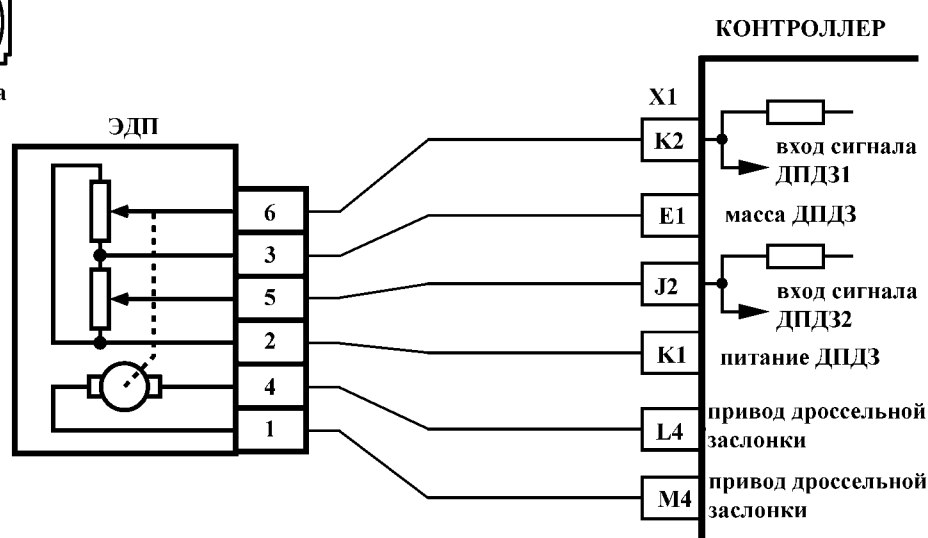 КОНТРОЛЛЕР
а
ЭДП
X1
6
3
5
2
4
1
K2
вход сигнала
ДПДЗ1
E1
масса ДПДЗ
J2
вход сигнала
ДПДЗ2
K1
питание ДПДЗ
L4
привод дроссельной
заслонки
M4
привод дроссельной
заслонки